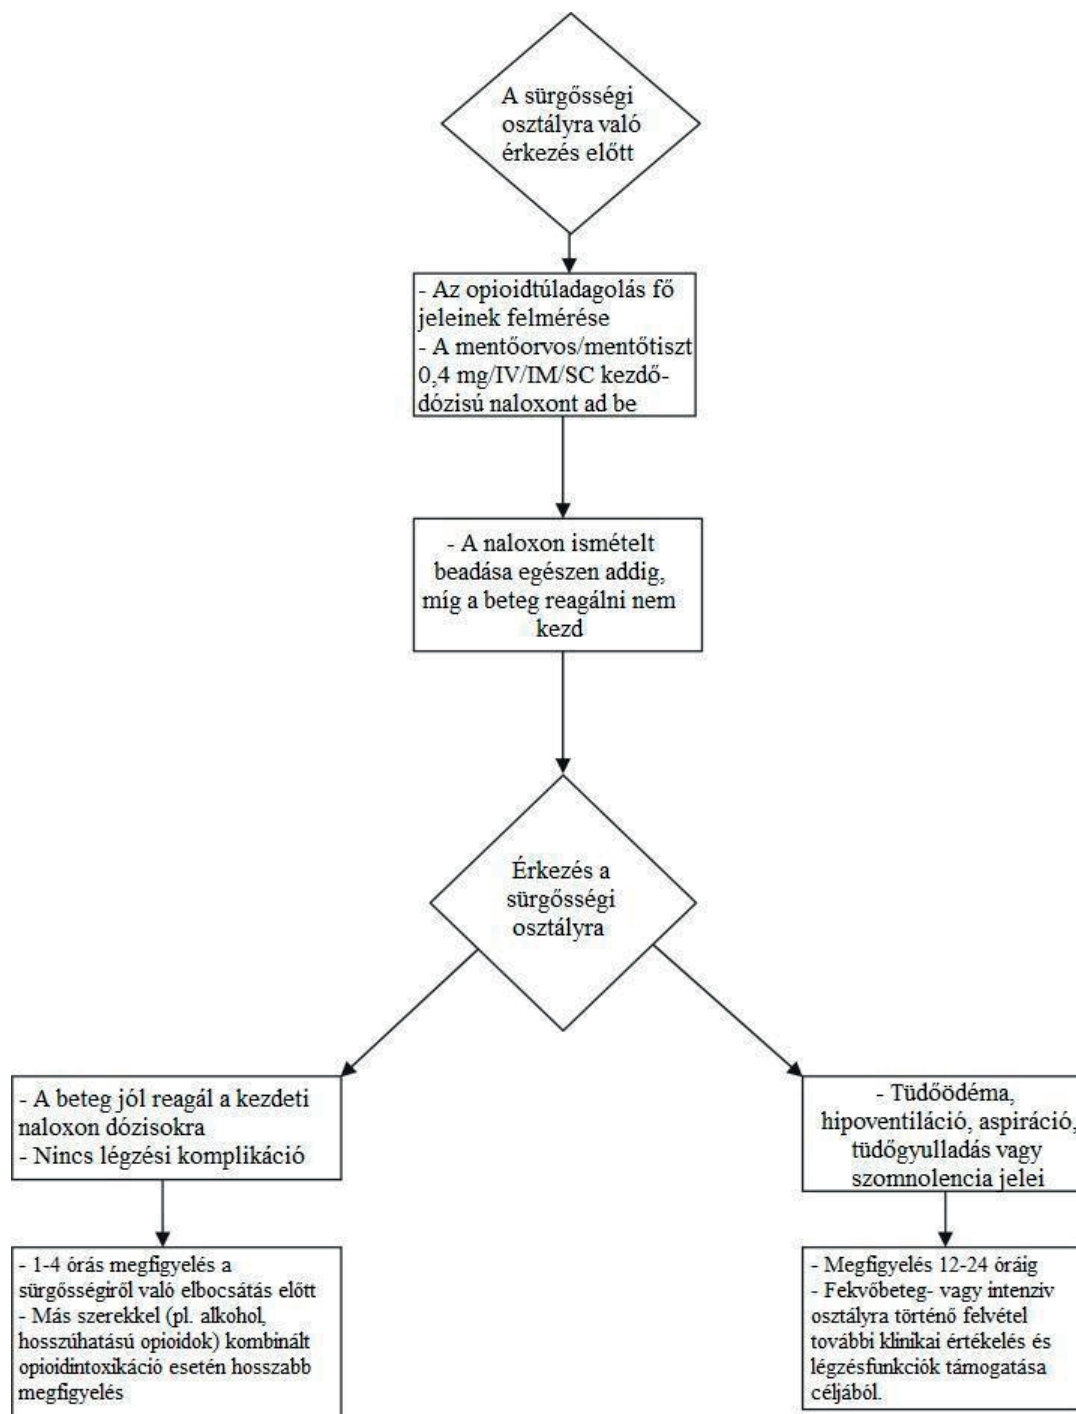 A sürgősségi
osztályra való
érkezés előtt
- Az opioidtúladagolás fő
jeleinek felmérése
- A mentőorvos/mentőtiszt
0,4 mg/IV/IM/SC kezdő-
dózisú naloxont ad be
- A naloxon ismételt
beadása egészen addig,
míg a beteg reagálni nem
kezd
Érkezés a
sürgősségi
osztályra
- A beteg jól reagál a kezdeti
naloxon dózisokra
- Nincs légzési komplikáció
- Tüdőödéma,
hipoventiláció, aspiráció,
tüdőgyulladás vagy
szomnolencia jelei
- 1-4 órás megfigyelés a
sürgősségiről való elbocsátás előtt
- Más szerekkel (pl. alkohol,
hosszúhatású opioidok) kombinált
opioidintoxikáció esetén hosszabb
megfigyelés
- Megfigyelés 12-24 óráig
- Fekvőbeteg- vagy intenzív
osztályra történő felvétel
további klinikai értékelés és
légzésfunkciók támogatása
céljából.